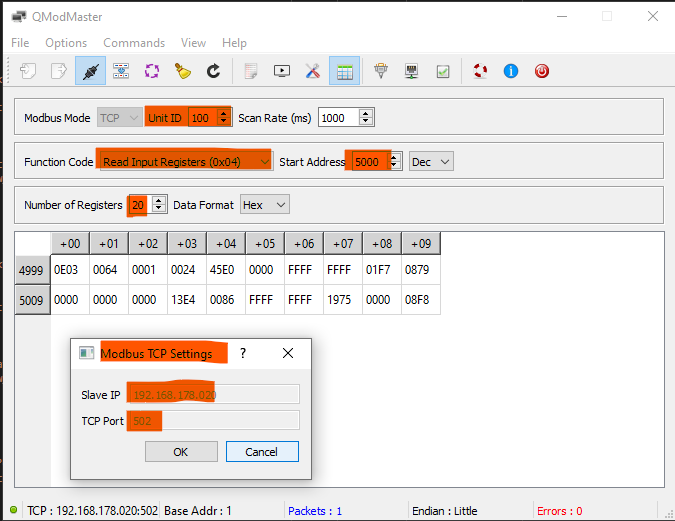 QModMaster
File Options Commands View Help
Modbus Mode TCP Unit ID 100 Scan Rate (ms) 1000
Function Code Read Input Registers (0x04) Start Address 5000 Dec
Number of Registers 20 Data Format Hex
+00 +01 +02 +03 +04 +05 +06 +07 +08 +09
4999 0E03 0064 0001 0024 45E0 0000 FFFF FFFF 01F7 0879
5009 0000 0000 0000 13E4 0086 FFFF FFFF 1975 0000 08F8
Modbus TCP Settings ?
Slave IP 192.168.178.020
TCP Port 502
OK Cancel
TCP : 192.168.178.020:502 Base Addr : 1 Packets : 1 Endian : Little Errors : 0